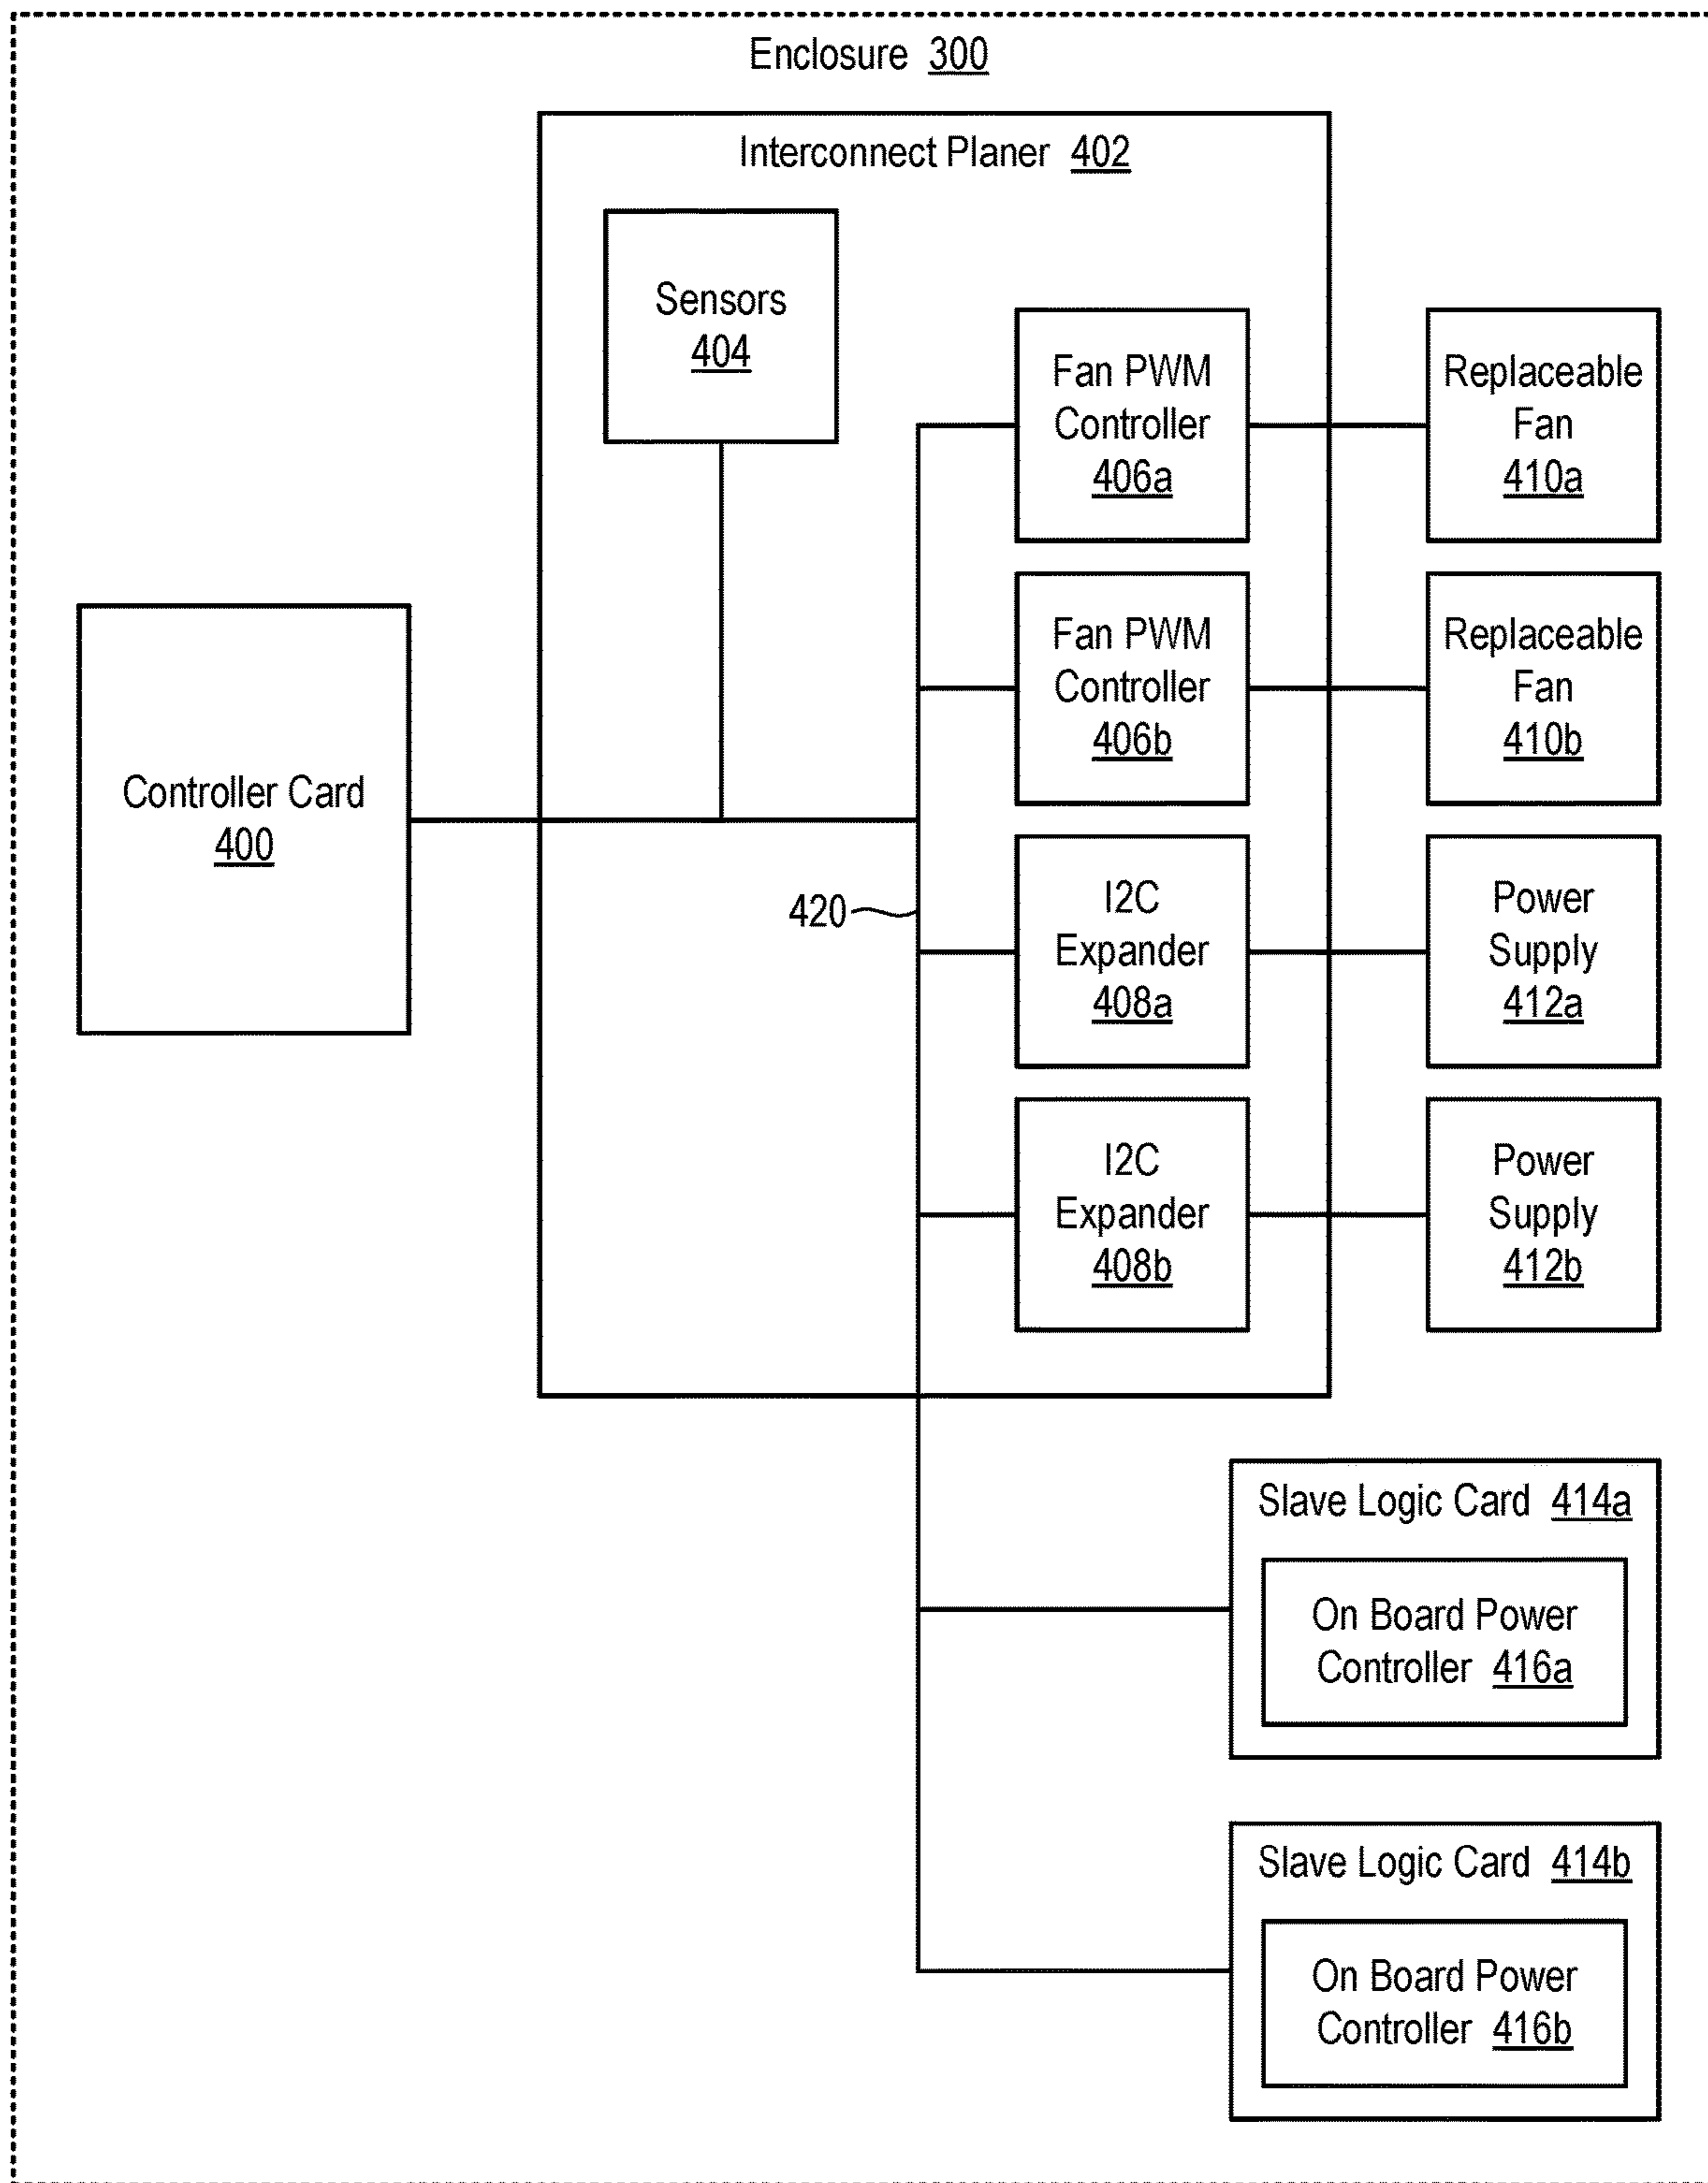 Enclosure 300
Interconnect Planer 402
Sensors
404
Fan PWM
Controller
406a
Replaceable
Fan
410a
Fan PWM
Controller
406b
Replaceable
Fan
410b
Controller Card
400
420
I2C
Expander
408a
Power
Supply
412a
I2C
Expander
408b
Power
Supply
412b
Slave Logic Card 414a
On Board Power
Controller 416a
Slave Logic Card 414b
On Board Power
Controller 416b